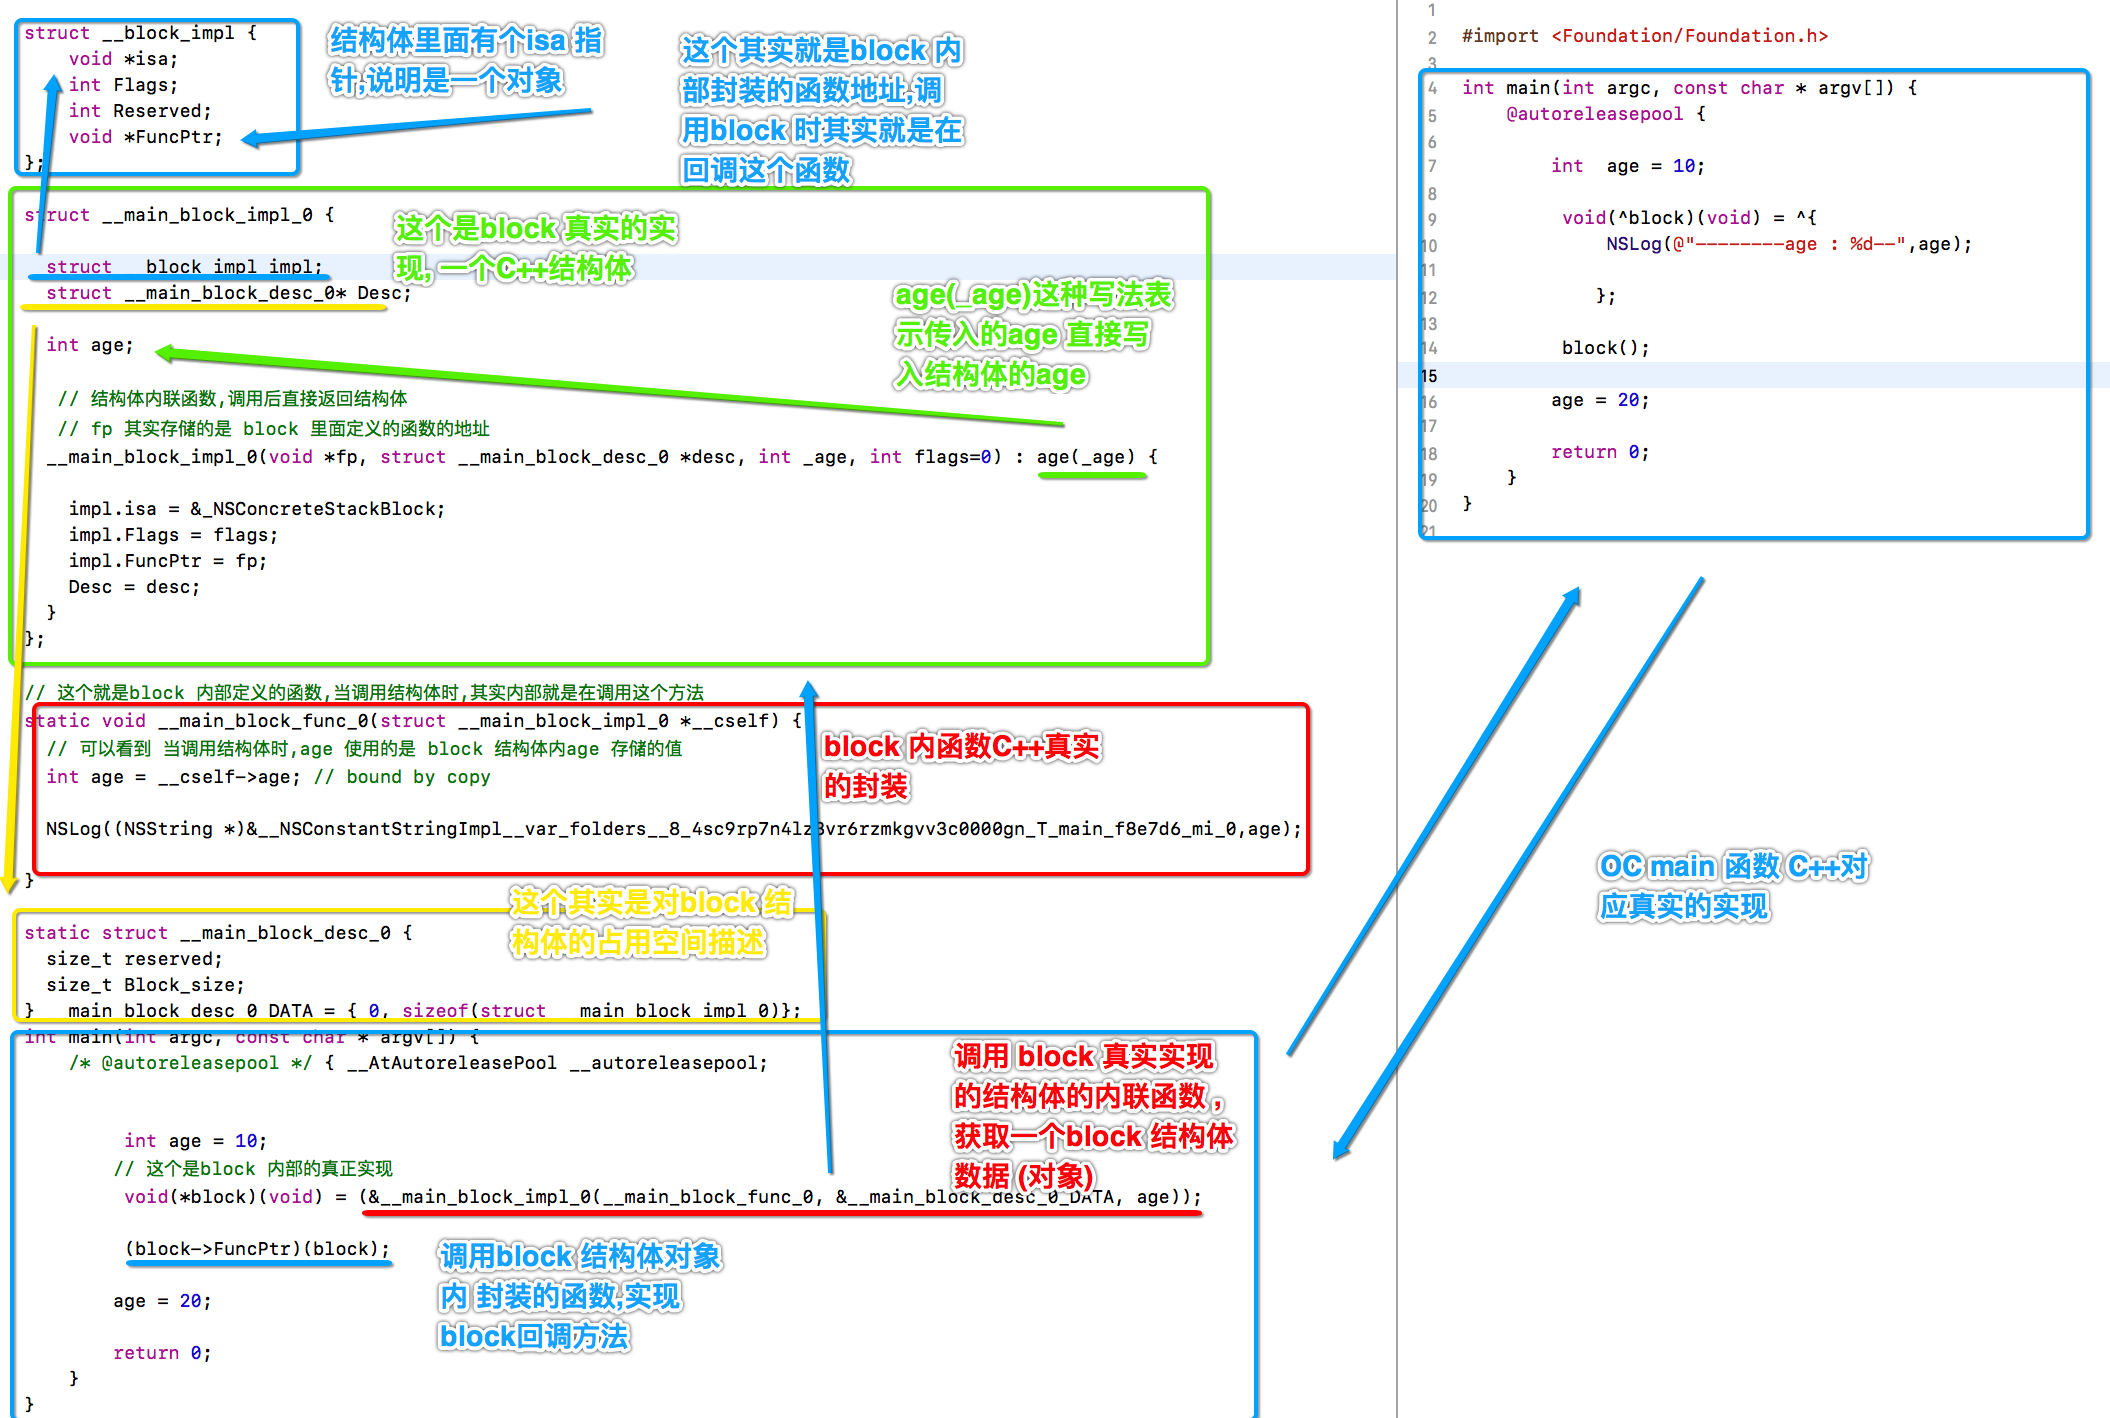 struct __block_impl {
void *isa;
int Flags;
int Reserved;
void *FuncPtr;
};
结构体里面有个isa 指
针,说明是一个对象
这个其实就是block 内
部封装的函数地址,调
用block 时其实就是在
回调这个函数
struct __main_block_impl_0 {
struct __block_impl impl;
struct __main_block_desc_0* Desc;
这个是block 真实的实
现, 一个C++结构体
int age;
age(_age)这种写法表
示传入的age 直接写
入结构体的age
// 结构体内联函数,调用后直接返回结构体
// fp 其实存储的是 block 里面定义的函数的地址
__main_block_impl_0(void *fp, struct __main_block_desc_0 *desc, int _age, int flags=0) : age(_age) {
impl.isa = &_NSConcreteStackBlock;
impl.Flags = flags;
impl.FuncPtr = fp;
Desc = desc;
}
};
// 这个就是block 内部定义的函数,当调用结构体时,其实内部就是在调用这个方法
static void __main_block_func_0(struct __main_block_impl_0 *__cself) {
// 可以看到 当调用结构体时,age 使用的是 block 结构体内age 存储的值
int age = __cself->age; // bound by copy
block 内函数C++真实
的封装
NSLog((NSString *)&__NSConstantStringImpl__var_folders__8_4sc9rp7n4lz3vr6rzmkgvv3c0000gn_T_main_f8e7d6_mi_0,age);
}
这个其实是对block 结
构体的占用空间描述
static struct __main_block_desc_0 {
size_t reserved;
size_t Block_size;
} __main_block_desc_0_DATA = { 0, sizeof(struct __main_block_impl_0)};
int main(int argc, const char * argv[]) {
/* @autoreleasepool */ { __AtAutoreleasePool __autoreleasepool;
int age = 10;
// 这个是block 内部的真正实现
void(*block)(void) = (&__main_block_impl_0(__main_block_func_0, &__main_block_desc_0_DATA, age));
调用 block 真实实现
的结构体的内联函数 ,
获取一个block 结构体
数据 (对象)
(block->FuncPtr)(block);
调用block 结构体对象
内 封装的函数,实现
block回调方法
age = 20;
return 0;
}
}
1
2 #import <Foundation/Foundation.h>
3
4 int main(int argc, const char * argv[]) {
5 @autoreleasepool {
6
7 int age = 10;
8
9 void(^block)(void) = ^{
10 NSLog(@"--------age : %d--",age);
11
12 };
13
14 block();
15
16 age = 20;
17
18 return 0;
19 }
20 }
21
OC main 函数 C++对
应真实的实现